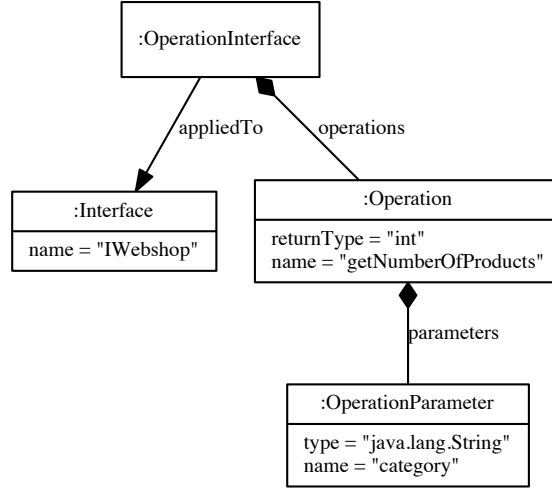 :OperationInterface
appliedTo
operations
:Interface
name = "IWebshop"
:Operation
returnType = "int"
name = "getNumberOfProducts"
parameters
:OperationParameter
type = "java.lang.String"
name = "category"